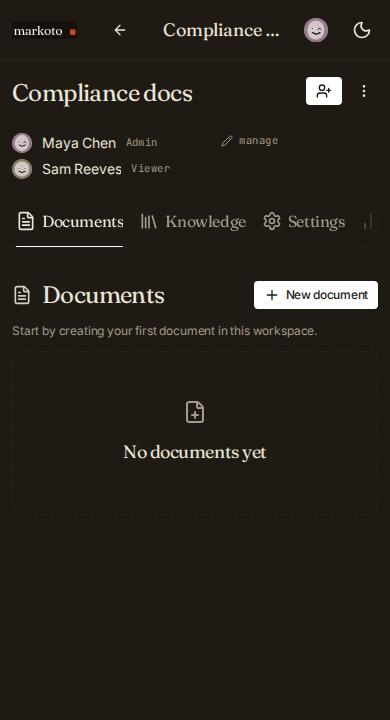 markoto
Compliance ...
Compliance docs
Maya Chen Admin
manage
Sam Reeves Viewer
Documents Knowledge Settings
Documents
New document
Start by creating your first document in this workspace.
No documents yet